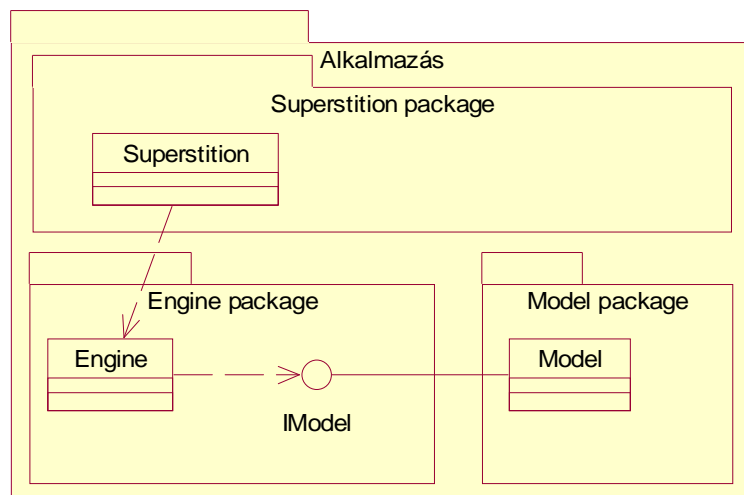 Alkalmazás
Superstition package
Superstition
Engine package
Model package
Engine
Model
IModel